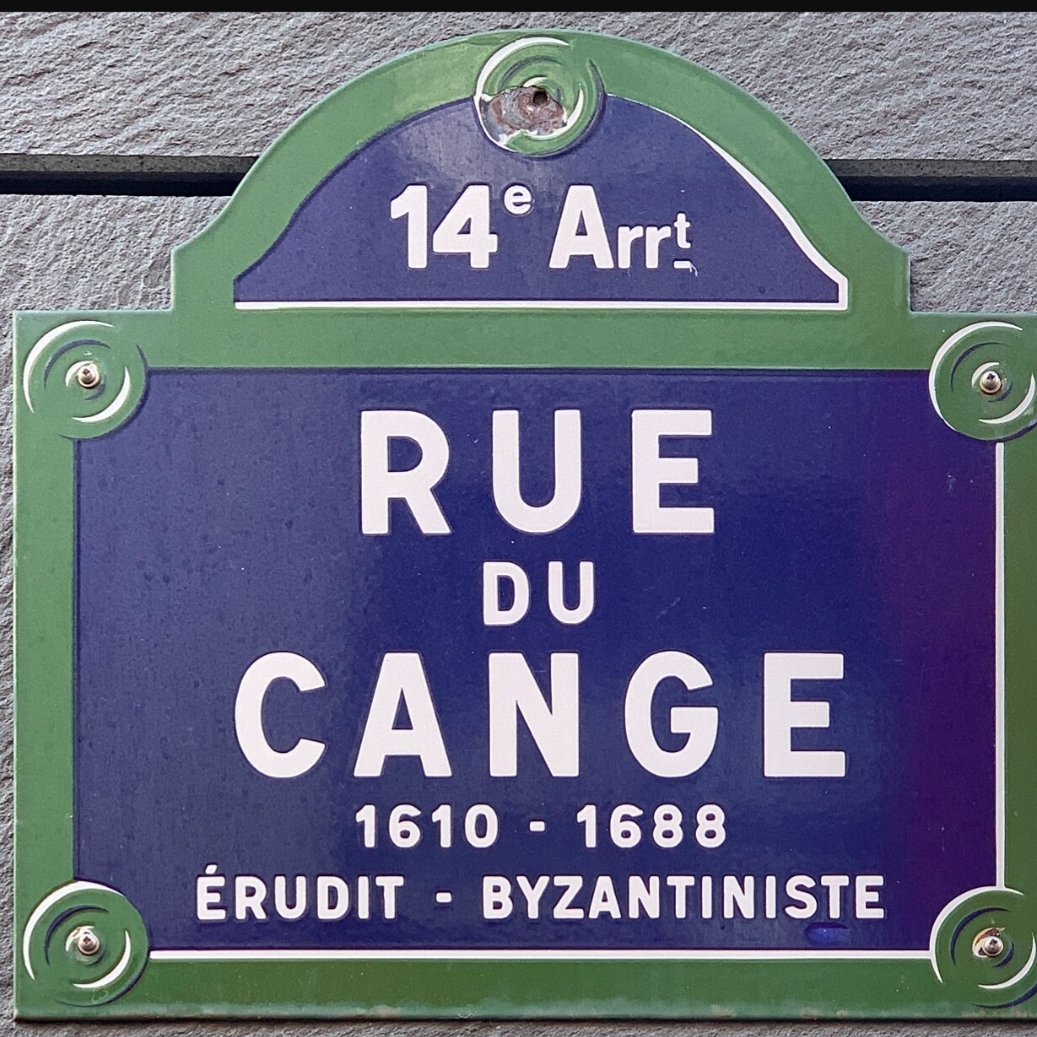 14e Arrt
RUE
DU
CANGE
1610 - 1688
ÉRUDIT - BYZANTINISTE